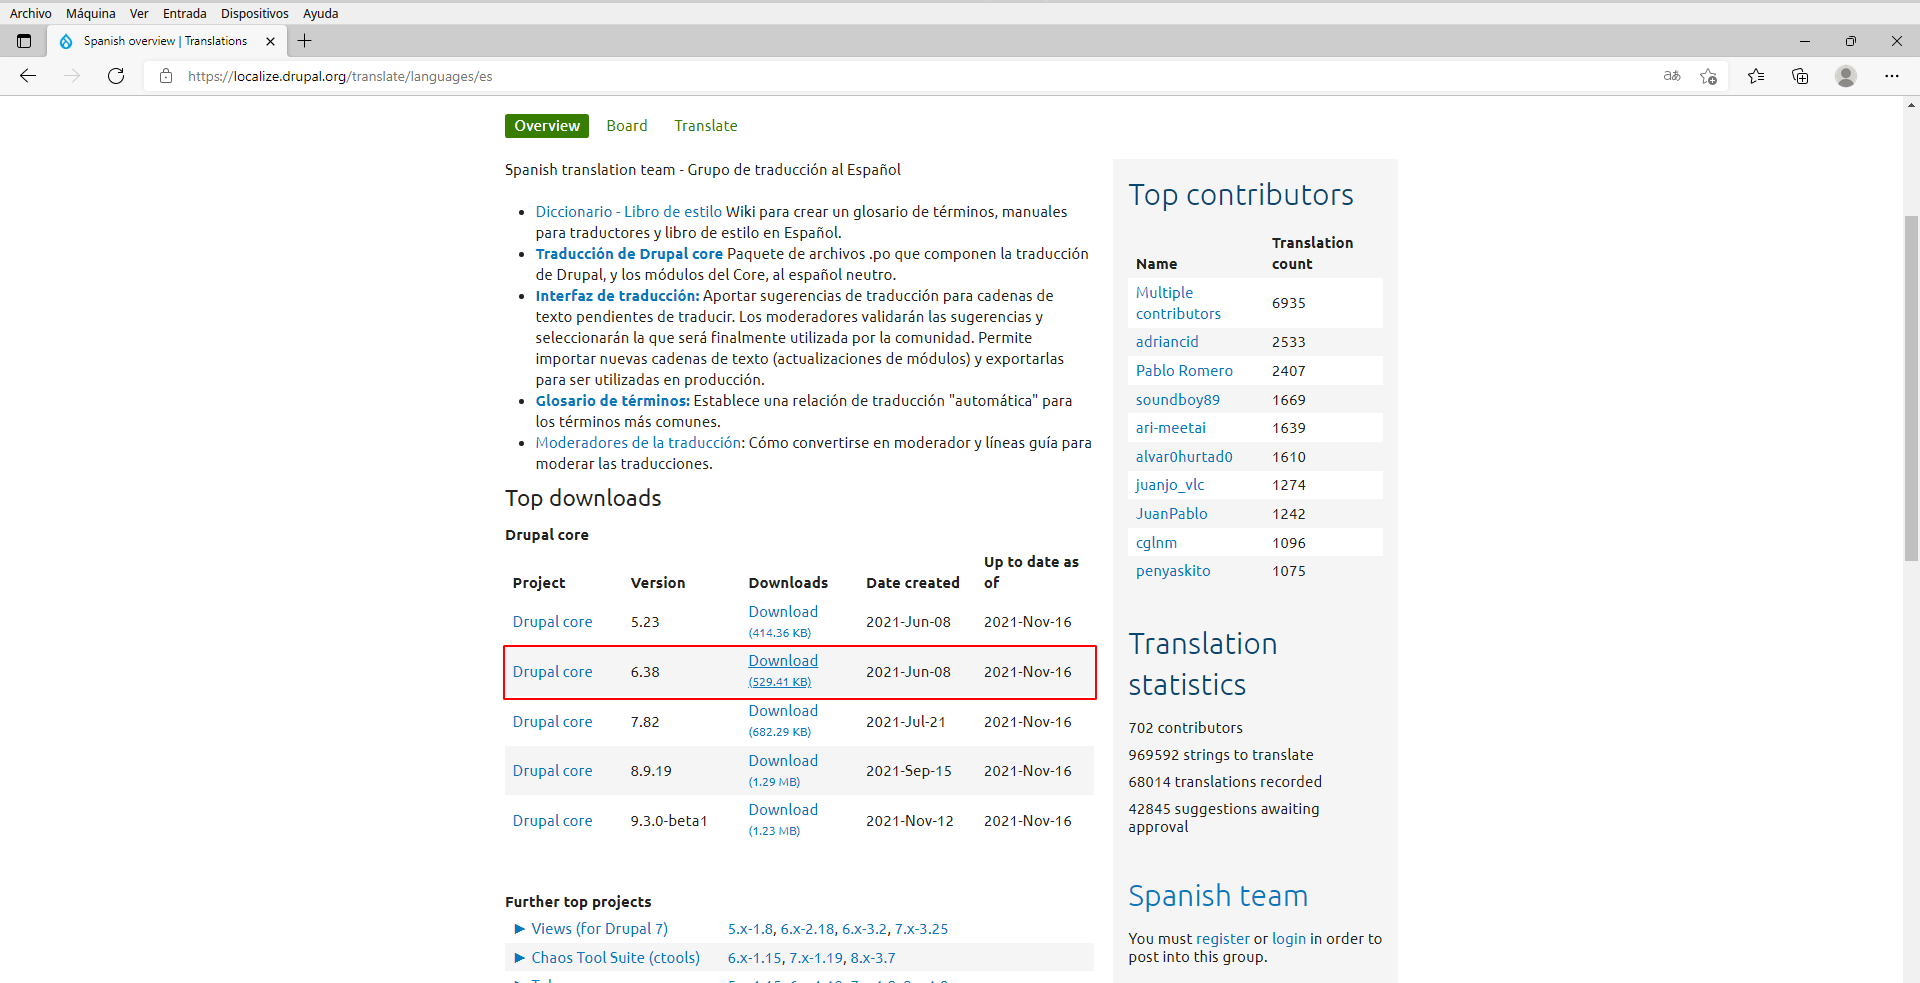 Archivo Máquina Ver Entrada Dispositivos Ayuda
Spanish overview | Translations
https://localize.drupal.org/translate/languages/es
Overview Board Translate
Spanish translation team - Grupo de traducción al Español
Diccionario - Libro de estilo Wiki para crear un glosario de términos, manuales
para traductores y libro de estilo en Español.
Traducción de Drupal core Paquete de archivos .po que componen la traducción
de Drupal, y los módulos del Core, al español neutro.
Interfaz de traducción: Aportar sugerencias de traducción para cadenas de
texto pendientes de traducir. Los moderadores validarán las sugerencias y
seleccionarán la que será finalmente utilizada por la comunidad. Permite
importar nuevas cadenas de texto (actualizaciones de módulos) y exportarlas
para ser utilizadas en producción.
Glosario de términos: Establece una relación de traducción "automática" para
los términos más comunes.
Moderadores de la traducción: Cómo convertirse en moderador y líneas guía para
moderar las traducciones.
Top downloads
Drupal core
Project Version Downloads Date created Up to date as of
Drupal core 5.23 Download (414.36 KB) 2021-Jun-08 2021-Nov-16
Drupal core 6.38 Download (529.41 KB) 2021-Jun-08 2021-Nov-16
Drupal core 7.82 Download (682.29 KB) 2021-Jul-21 2021-Nov-16
Drupal core 8.9.19 Download (1.29 MB) 2021-Sep-15 2021-Nov-16
Drupal core 9.3.0-beta1 Download (1.23 MB) 2021-Nov-12 2021-Nov-16
Further top projects
Views (for Drupal 7) 5.x-1.8, 6.x-2.18, 6.x-3.2, 7.x-3.25
Chaos Tool Suite (ctools) 6.x-1.15, 7.x-1.19, 8.x-3.7
Top contributors
Name Translation count
Multiple contributors 6935
adriancid 2533
Pablo Romero 2407
soundboy89 1669
ari-meetai 1639
alvar0hurtad0 1610
juanjo_vlc 1274
JuanPablo 1242
cglnm 1096
penyaskito 1075
Translation
statistics
702 contributors
969592 strings to translate
68014 translations recorded
42845 suggestions awaiting
approval
Spanish team
You must register or login in order to
post into this group.